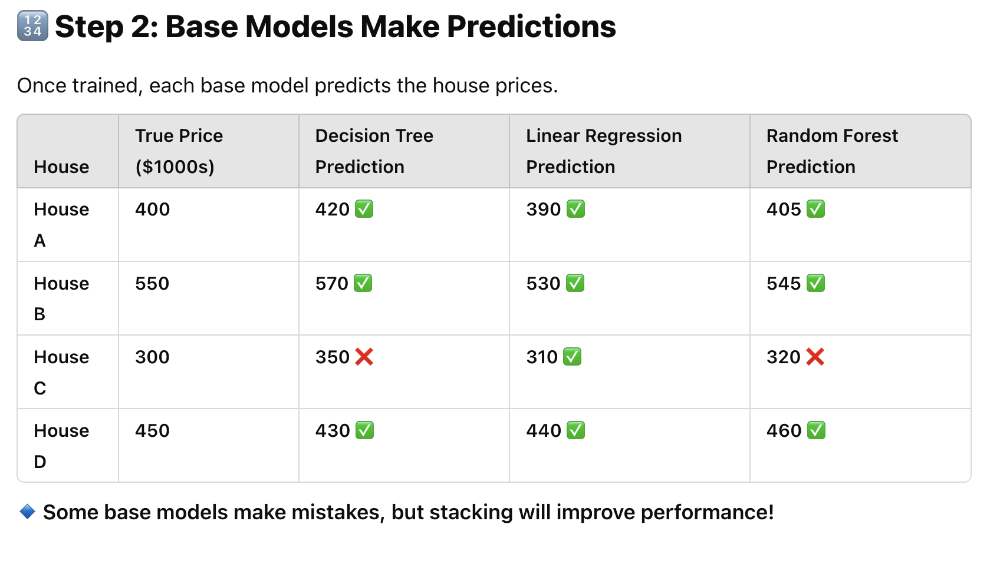 🔢 Step 2: Base Models Make Predictions
Once trained, each base model predicts the house prices.
House | True Price ($1000s) | Decision Tree Prediction | Linear Regression Prediction | Random Forest Prediction
House A | 400 | 420 ✅ | 390 ✅ | 405 ✅
House B | 550 | 570 ✅ | 530 ✅ | 545 ✅
House C | 300 | 350 ❌ | 310 ✅ | 320 ❌
House D | 450 | 430 ✅ | 440 ✅ | 460 ✅
🔹 Some base models make mistakes, but stacking will improve performance!